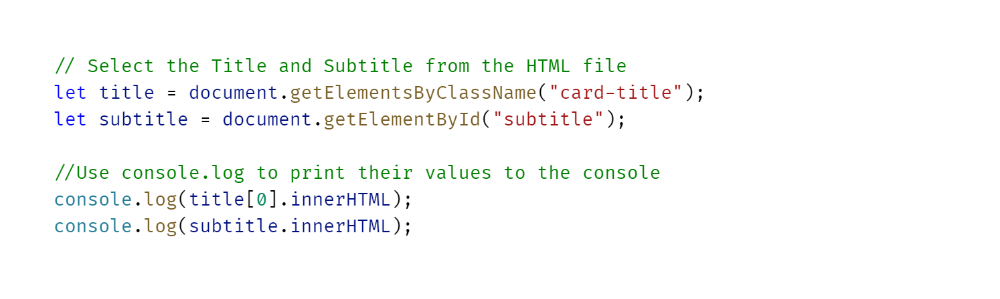 // Select the Title and Subtitle from the HTML file
let title = document.getElementsByClassName("card-title");
let subtitle = document.getElementById("subtitle");
//Use console.log to print their values to the console
console.log(title[0].innerHTML);
console.log(subtitle.innerHTML);